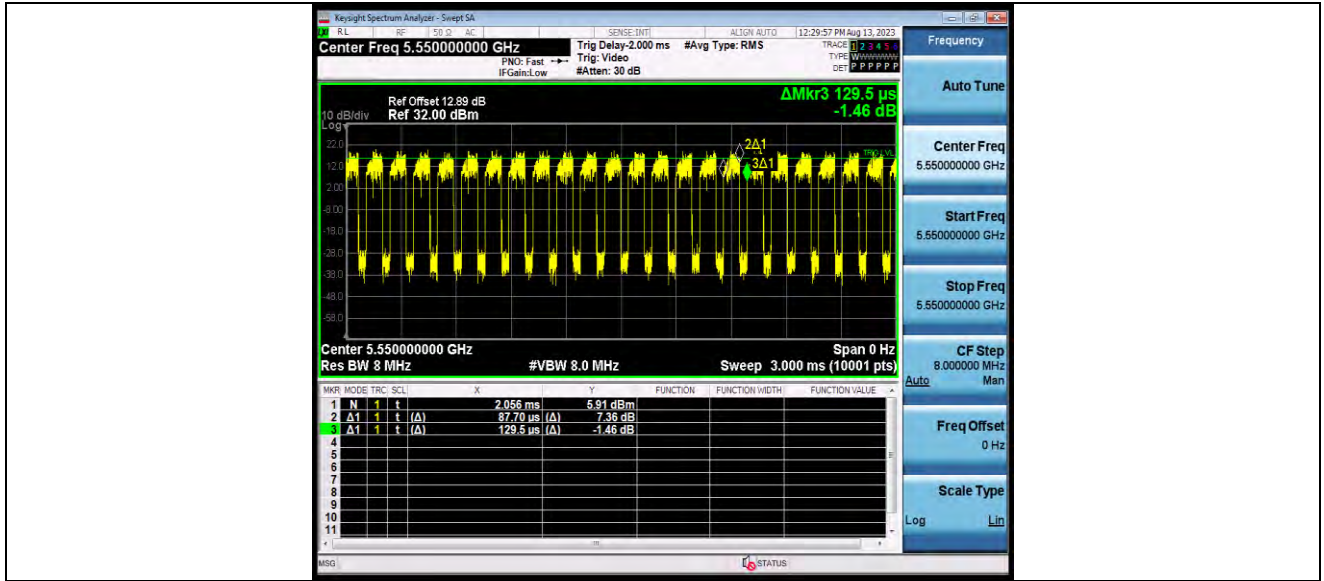 Keysight Spectrum Analyzer - Swept SA
RL RF 50 Ω AC SENSE:INT ALIGN AUTO 12:29:57 PM Aug 13, 2023
Center Freq 5.550000000 GHz
PNO: Fast
IFGain:Low
Trig Delay-2.000 ms
Trig: Video
#Atten: 30 dB
#Avg Type: RMS
TRACE 1 2 3 4 5 6
TYPE WWWWWW
DET P P P P P P
ΔMkr3 129.5 µs
-1.46 dB
Ref Offset 12.89 dB
10 dB/div Ref 32.00 dBm
Log
22.0
12.0
2.00
-8.00
-18.0
-28.0
-38.0
-48.0
-58.0
2Δ1
3Δ1
TRIG LVL
Center 5.550000000 GHz Span 0 Hz
Res BW 8 MHz #VBW 8.0 MHz Sweep 3.000 ms (10001 pts)
MKR MODE TRC SCL X Y FUNCTION FUNCTION WIDTH FUNCTION VALUE
1 N 1 t 2.056 ms 5.91 dBm
2 Δ1 1 t (Δ) 87.70 µs (Δ) 7.36 dB
3 Δ1 1 t (Δ) 129.5 µs (Δ) -1.46 dB
4
5
6
7
8
9
10
11
MSG STATUS
Frequency
Auto Tune
Center Freq
5.550000000 GHz
Start Freq
5.550000000 GHz
Stop Freq
5.550000000 GHz
CF Step
8.000000 MHz
Auto Man
Freq Offset
0 Hz
Scale Type
Log Lin